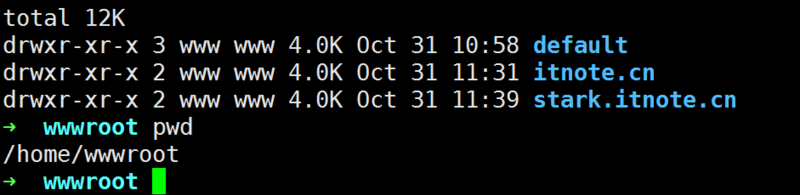 total 12K
drwxr-xr-x 3 www www 4.0K Oct 31 10:58 default
drwxr-xr-x 2 www www 4.0K Oct 31 11:31 itnote.cn
drwxr-xr-x 2 www www 4.0K Oct 31 11:39 stark.itnote.cn
➜  wwwroot pwd
/home/wwwroot
➜  wwwroot